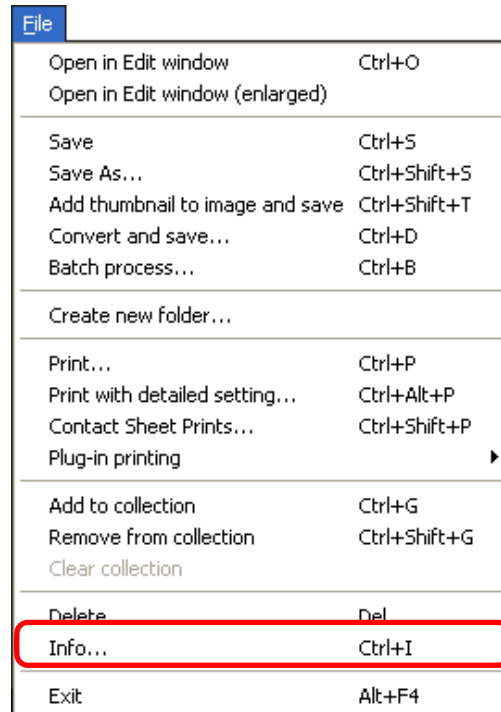 File
Open in Edit window Ctrl+O
Open in Edit window (enlarged)
Save Ctrl+S
Save As... Ctrl+Shift+S
Add thumbnail to image and save Ctrl+Shift+T
Convert and save... Ctrl+D
Batch process... Ctrl+B
Create new folder...
Print... Ctrl+P
Print with detailed setting... Ctrl+Alt+P
Contact Sheet Prints... Ctrl+Shift+P
Plug-in printing
Add to collection Ctrl+G
Remove from collection Ctrl+Shift+G
Clear collection
Delete Del
Info... Ctrl+I
Exit Alt+F4